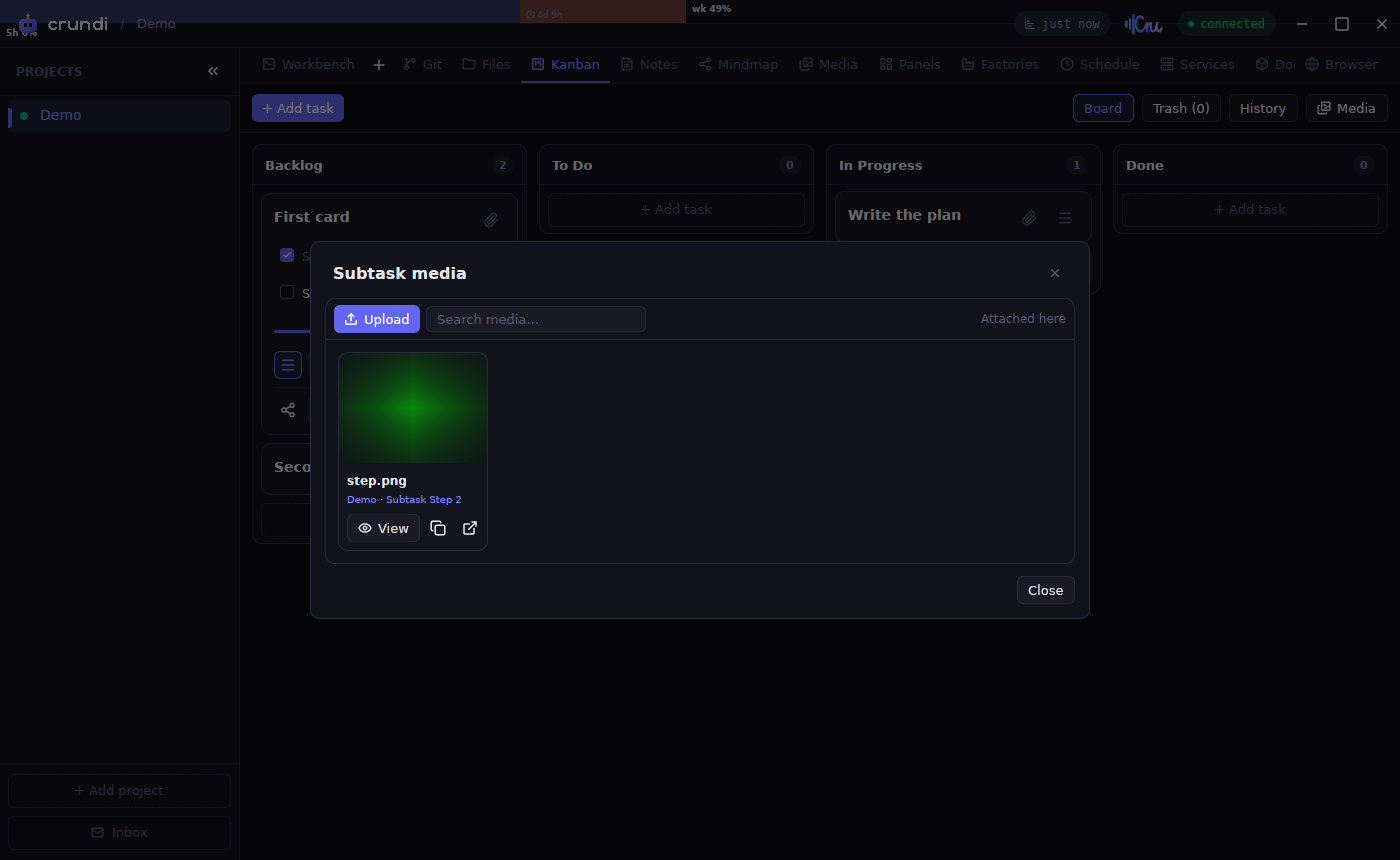 4d 9h
wk 49%
crundi / Demo
just now
Cru
connected
PROJECTS
Demo
+ Add project
Inbox
Workbench
+
Git
Files
Kanban
Notes
Mindmap
Media
Panels
Factories
Schedule
Services
Browser
+ Add task
Board
Trash (0)
History
Media
Backlog 2
To Do 0
In Progress 1
Done 0
First card
+ Add task
Write the plan
+ Add task
Subtask media
Upload
Search media...
Attached here
step.png
Demo · Subtask Step 2
View
Close